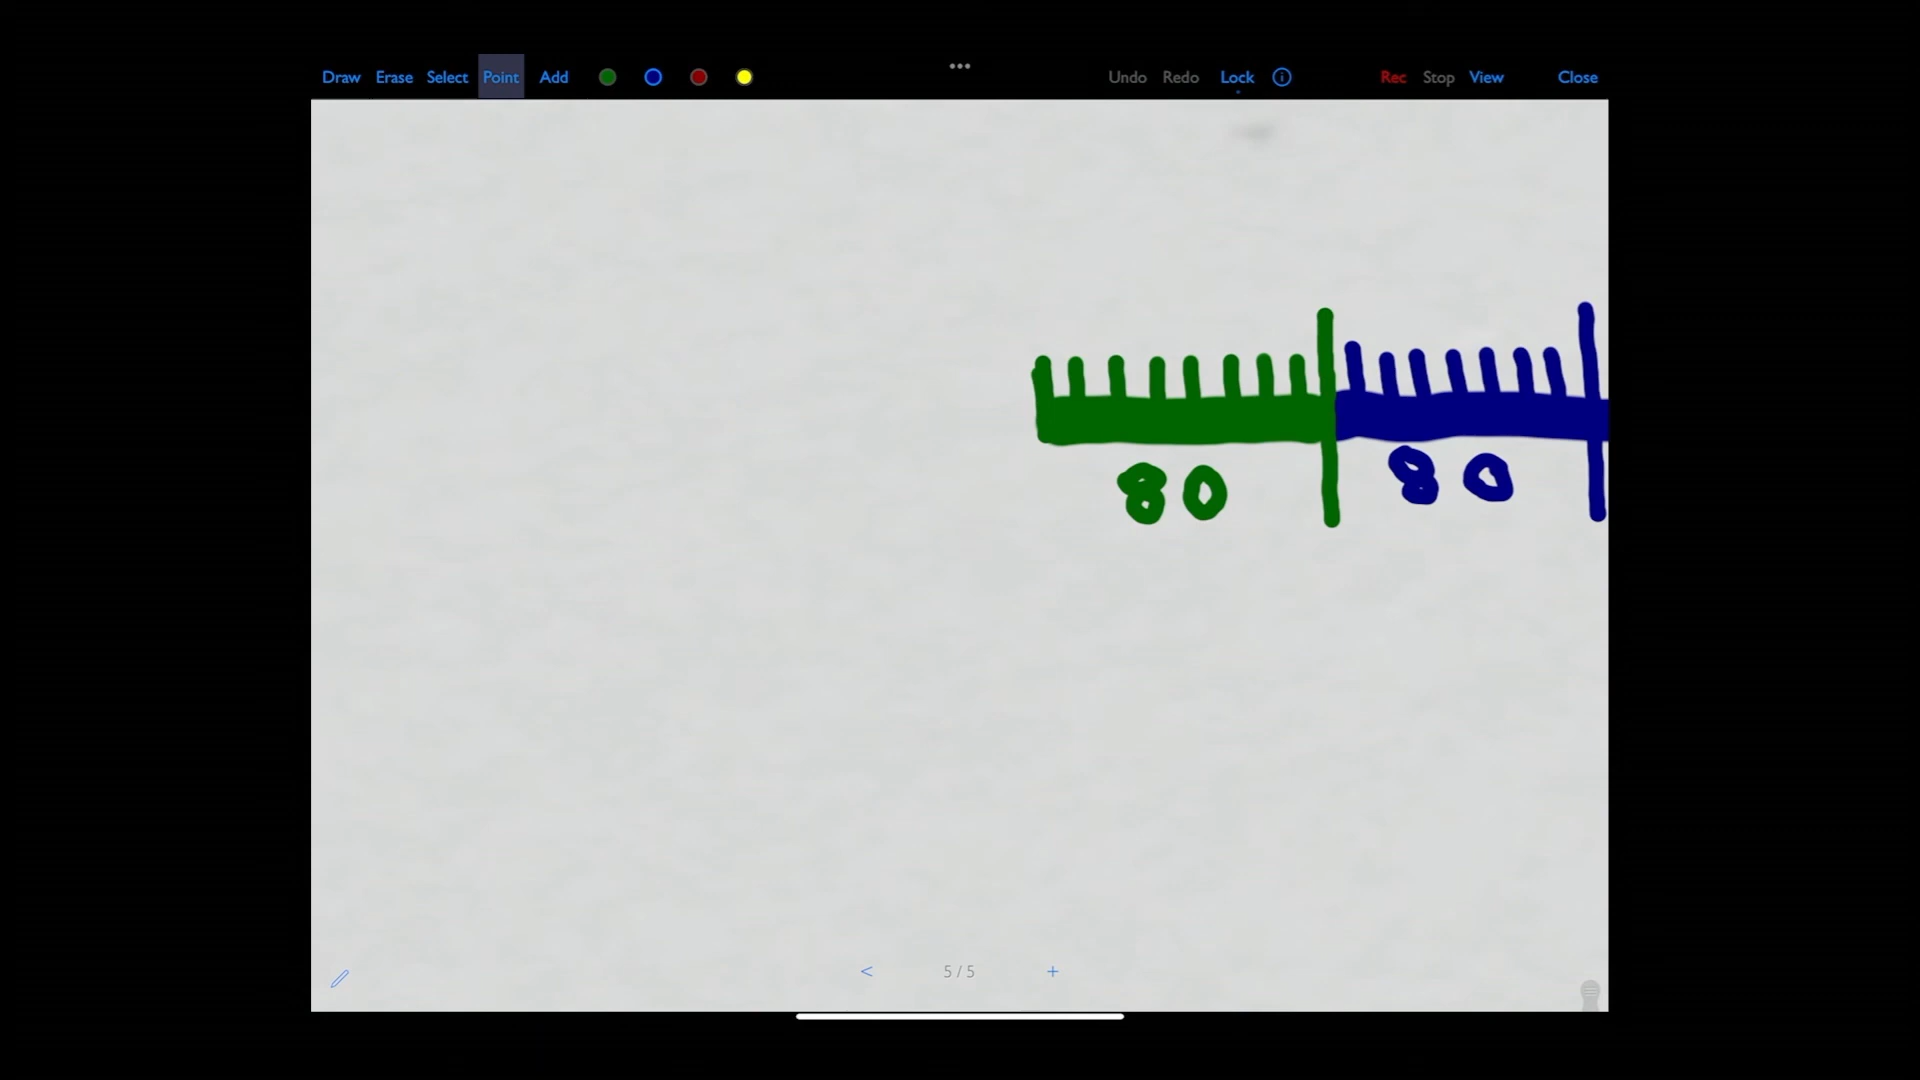 Draw Erase Select Point Add Undo Redo Lock Rec Stop View Close
80 80
< 5 / 5 +